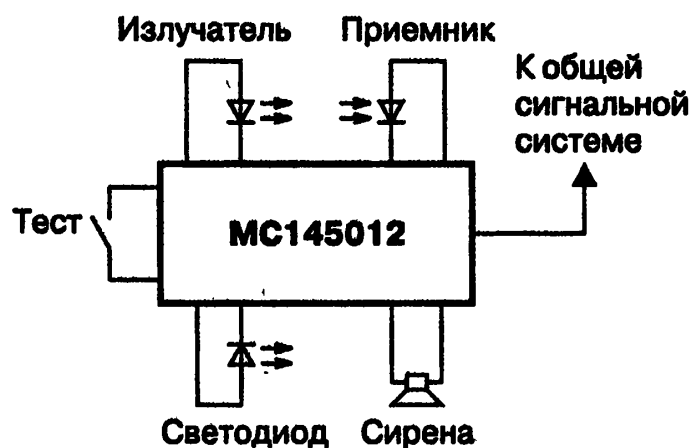 Излучатель
Приемник
К общей
сигнальной
системе
Тест
MC145012
Светодиод
Сирена